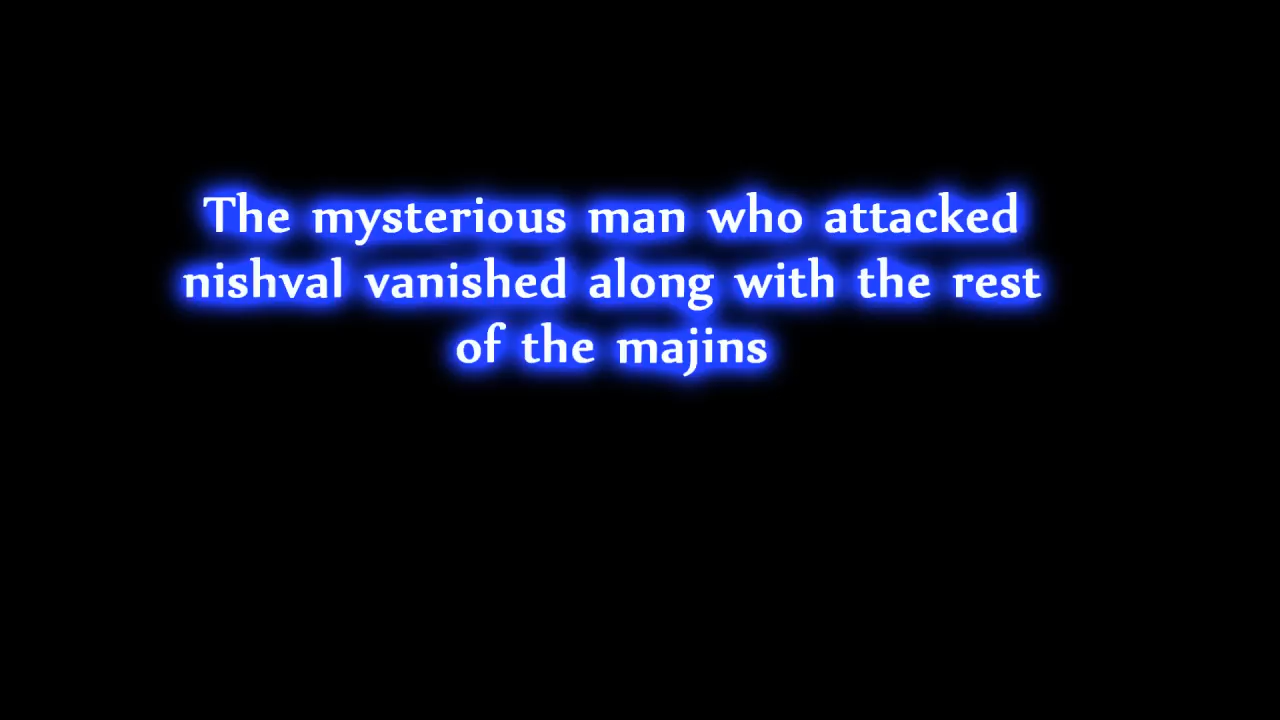 The mysterious man who attacked
nishval vanished along with the rest
of the majins